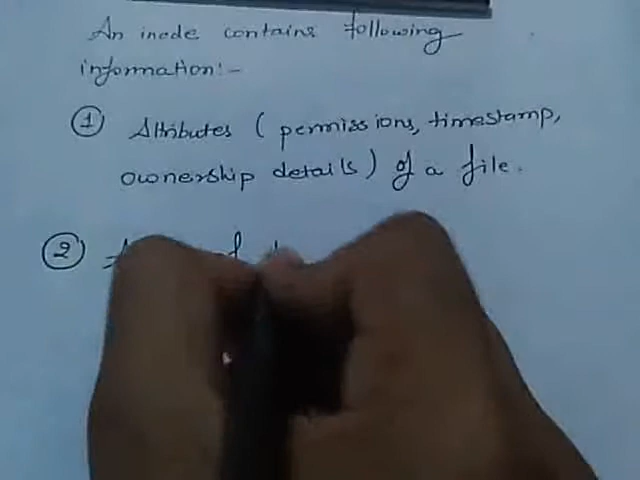 An inode contains following
information:-
① Attributes (permissions, timestamp,
ownership details) of a file.
②